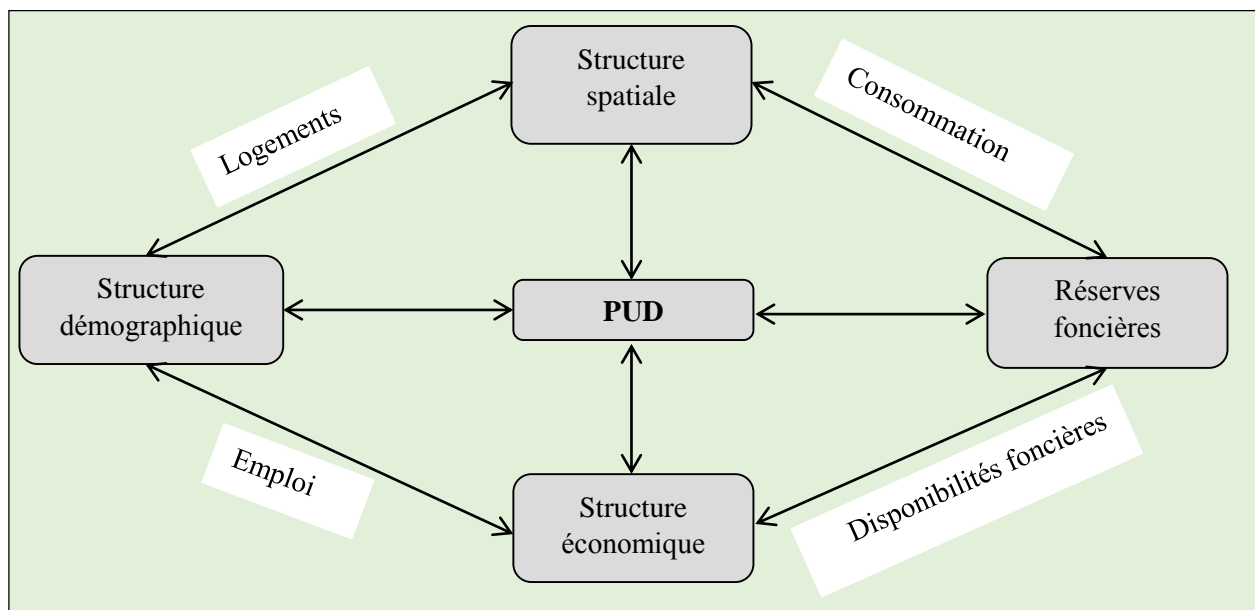 Structure
spatiale
Logements
Consommation
Structure
démographique
PUD
Réserves
foncières
Emploi
Structure
économique
Disponibilités foncières